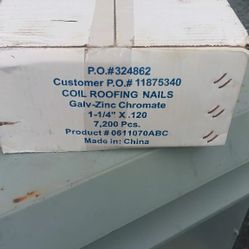 P.O.#324862
Customer P.O.# 11875340
COIL ROOFING NAILS
Galv-Zinc Chromate
1-1/4" X .120
7,200 Pcs.
Product # 0611070ABC
Made in: China